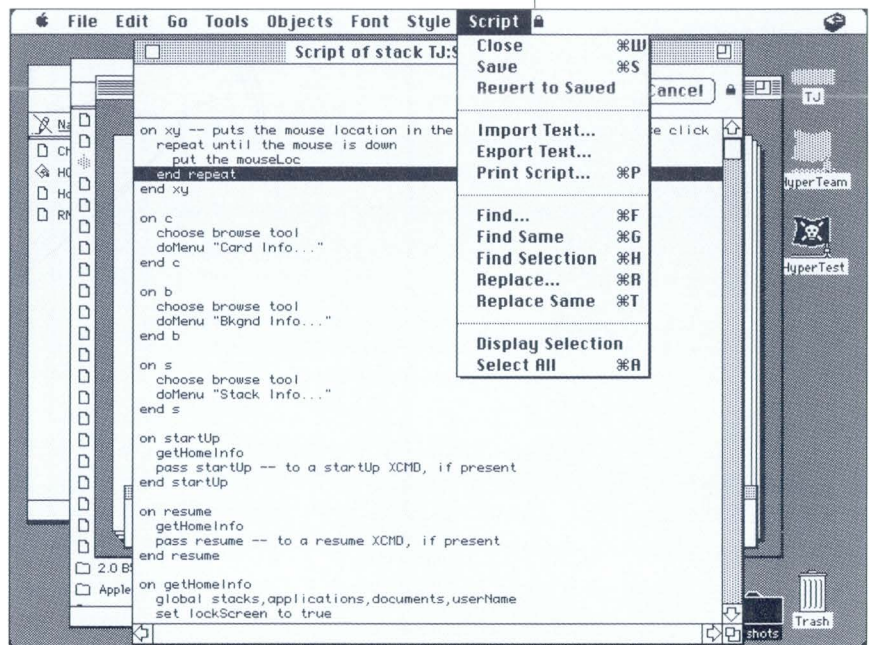 File Edit Go Tools Objects Font Style Script
Script of stack TJ:S
Close ⌘W
Save ⌘S
Revert to Saved
Import Text...
Export Text...
Print Script... ⌘P
Find... ⌘F
Find Same ⌘G
Find Selection ⌘H
Replace... ⌘R
Replace Same ⌘T
Display Selection
Select All ⌘A
Cancel
on xy -- puts the mouse location in the
e click
repeat until the mouse is down
put the mouseLoc
end repeat
end xy
on c
choose browse tool
doMenu "Card Info..."
end c
on b
choose browse tool
doMenu "Bkgnd Info..."
end b
on s
choose browse tool
doMenu "Stack Info..."
end s
on startUp
getHomeInfo
pass startUp -- to a startUp XCMD, if present
end startUp
on resume
getHomeInfo
pass resume -- to a resume XCMD, if present
end resume
on getHomeInfo
global stacks,applications,documents,userName
set lockScreen to true
Na
Ch
HC
Ho
RN
2.0 B
Apple
TJ
HyperTeam
HyperTest
shots
Trash